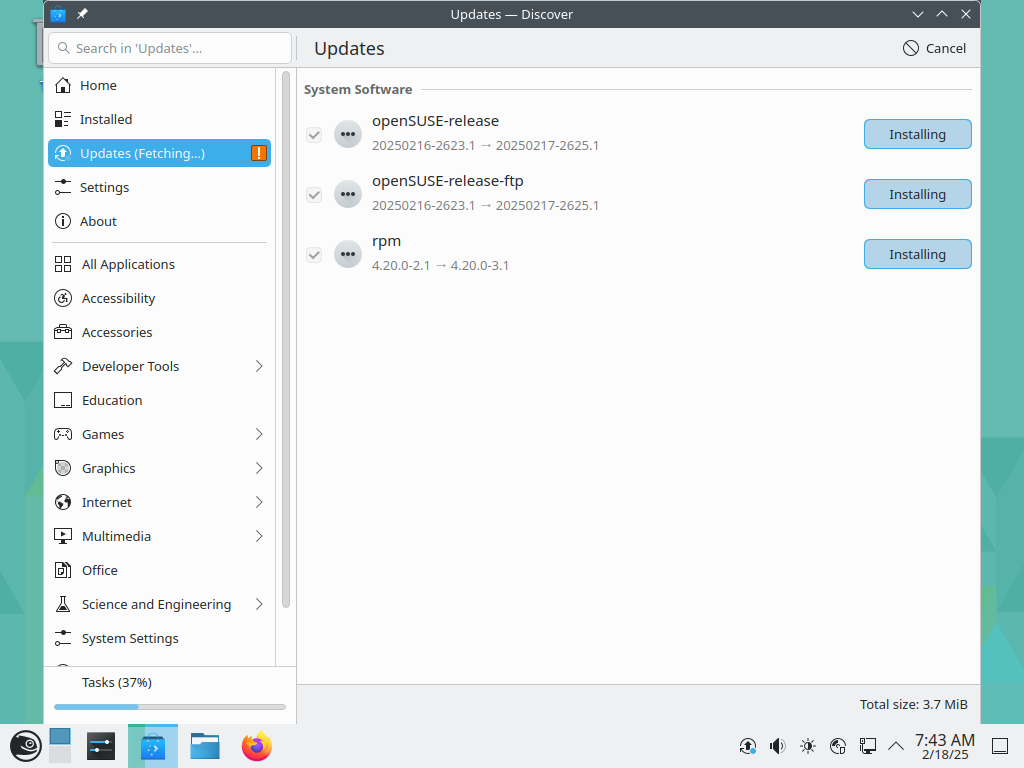 Updates — Discover
Search in 'Updates'...
Updates
Cancel
Home
Installed
Updates (Fetching...)
Settings
About
All Applications
Accessibility
Accessories
Developer Tools
Education
Games
Graphics
Internet
Multimedia
Office
Science and Engineering
System Settings
Tasks (37%)
System Software
openSUSE-release
20250216-2623.1 → 20250217-2625.1
Installing
openSUSE-release-ftp
20250216-2623.1 → 20250217-2625.1
Installing
rpm
4.20.0-2.1 → 4.20.0-3.1
Installing
Total size: 3.7 MiB
7:43 AM
2/18/25